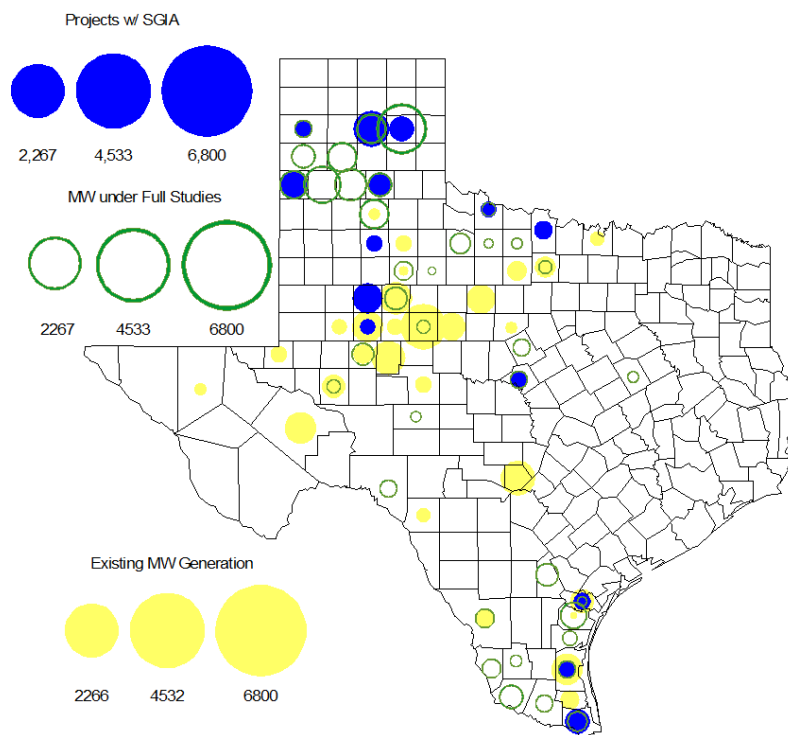 Projects w/ SGIA
2,267 4,533 6,800
MW under Full Studies
2267 4533 6800
Existing MW Generation
2266 4532 6800